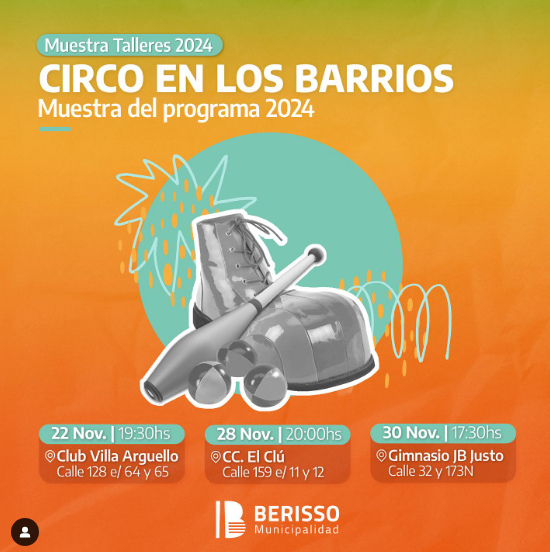 Muestra Talleres 2024
CIRCO EN LOS BARRIOS
Muestra del programa 2024
22 Nov. | 19:30hs
Club Villa Arguello
Calle 128 e/ 64 y 65
28 Nov. | 20:00hs
CC. El Clú
Calle 159 e/ 11 y 12
30 Nov. | 17:30hs
Gimnasio JB Justo
Calle 32 y 173N
BERISSO
Municipalidad